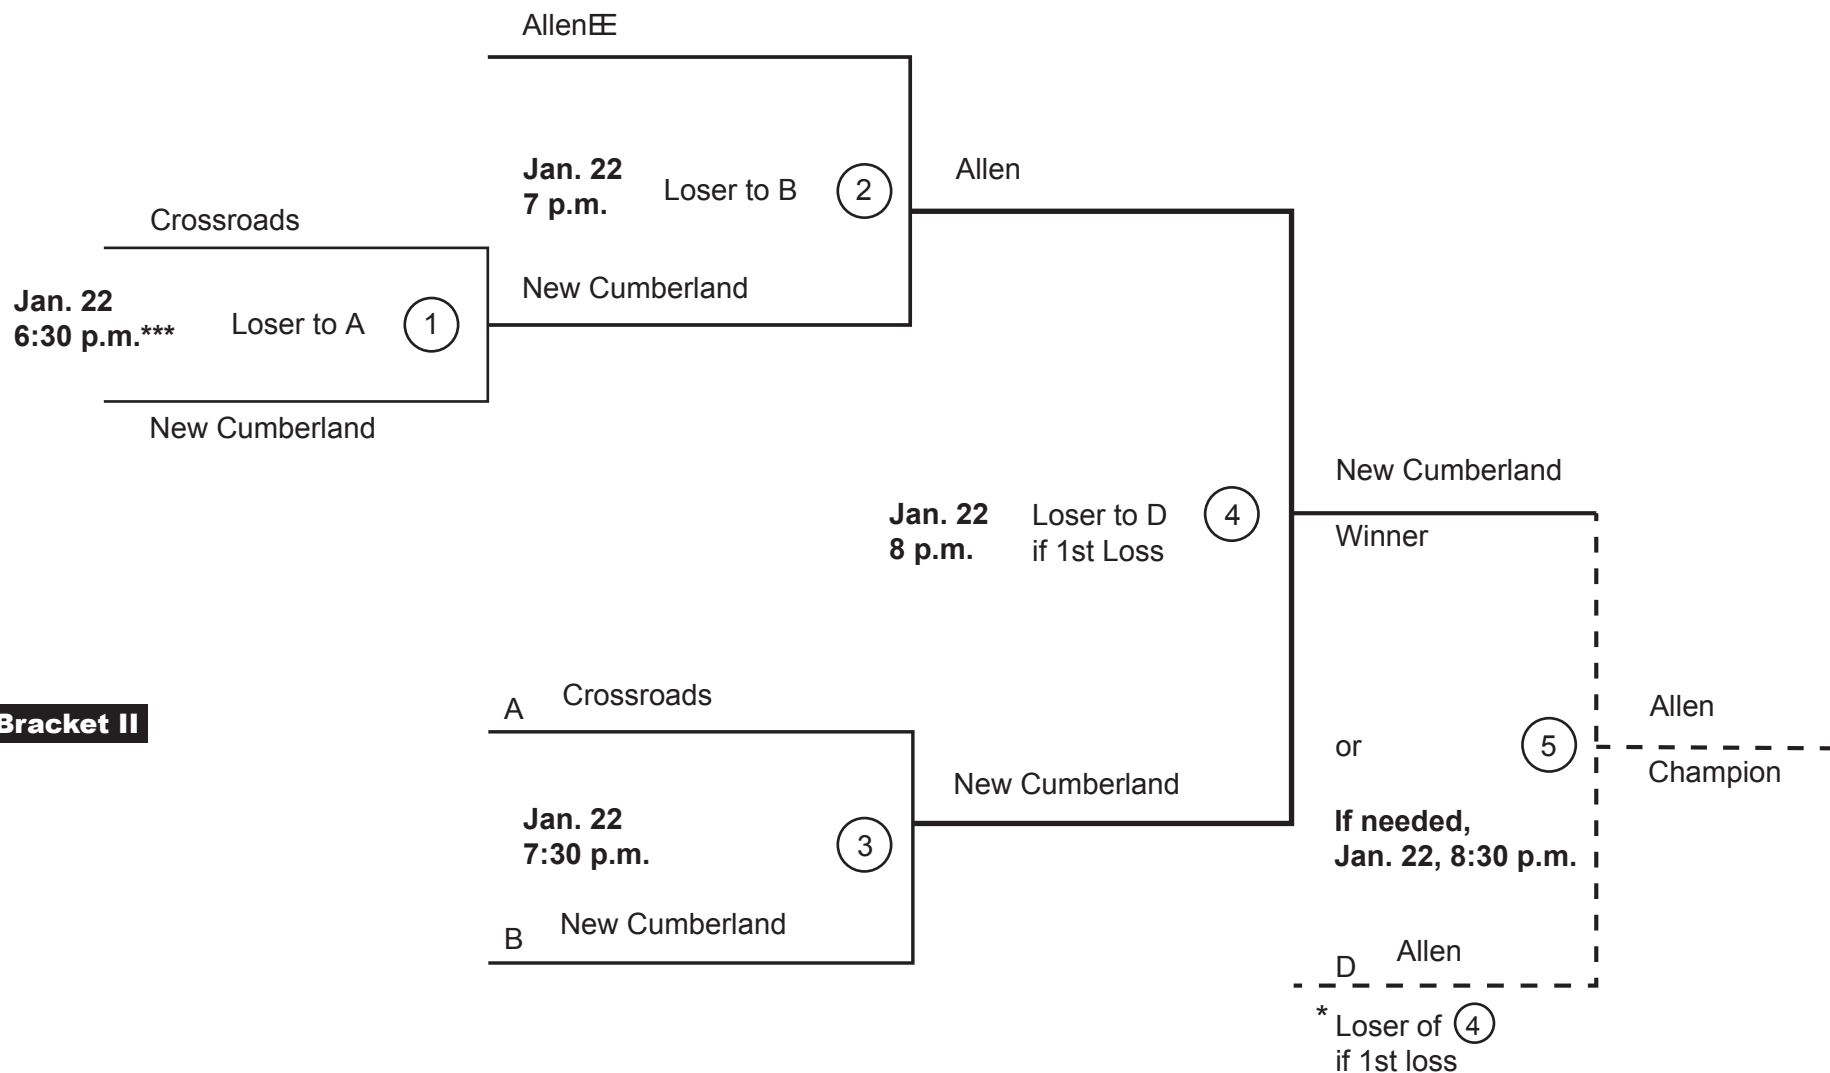 AllenŒ
Jan. 22
7 p.m.
Loser to B
2
Allen
Crossroads
New Cumberland
Jan. 22
6:30 p.m.***
Loser to A
1
New Cumberland
New Cumberland
Winner
Jan. 22
8 p.m.
Loser to D
if 1st Loss
4
A
Crossroads
Bracket II
Allen
Champion
or
5
New Cumberland
Jan. 22
7:30 p.m.
3
If needed,
Jan. 22, 8:30 p.m.
B
New Cumberland
D
Allen
* Loser of 4
if 1st loss